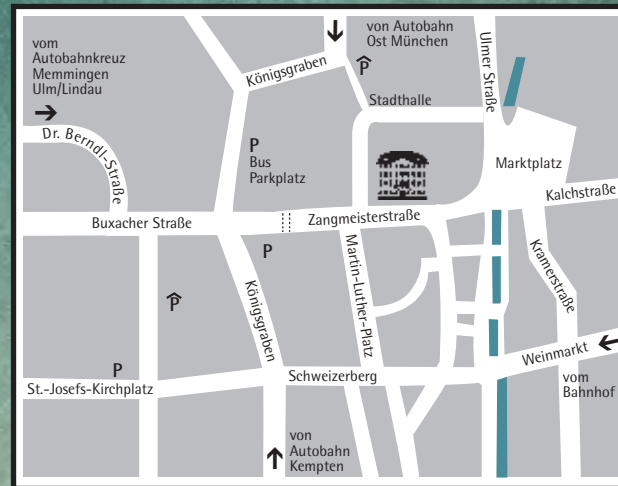 vom
Autobahnkreuz
Memmingen
Ulm/Lindau
von Autobahn
Ost München
Ulmer Straße
Königsgraben
P
Stadthalle
Dr. Berndl-Straße
P
Bus
Parkplatz
Marktplatz
Kalchstraße
Buxacher Straße
Zangmeisterstraße
P
Martin-Luther-Platz
Kramerstraße
Königsgraben
P
Weinmarkt
P
St.-Josefs-Kirchplatz
Schweizerberg
vom
Bahnhof
von
Autobahn
Kempten